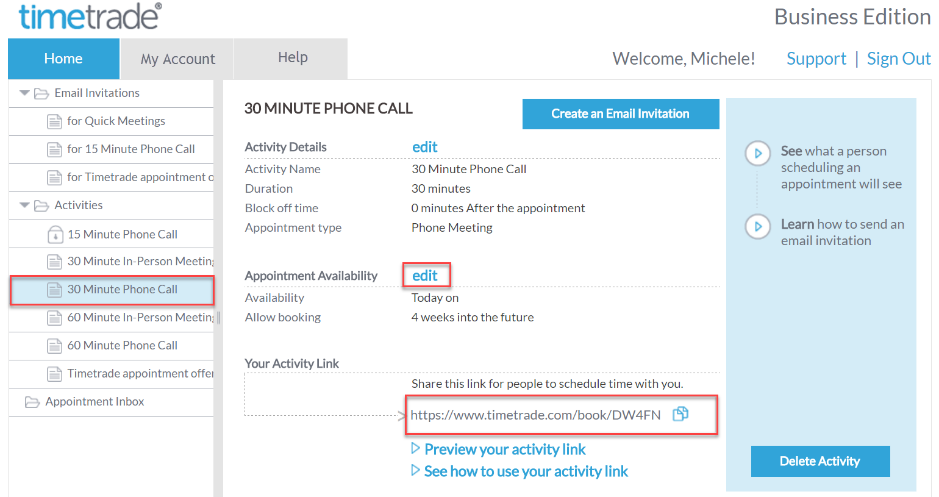 timetrade®
Business Edition
Home
My Account
Help
Welcome, Michele!
Support | Sign Out
Email Invitations
for Quick Meetings
for 15 Minute Phone Call
for Timetrade appointment o
Activities
15 Minute Phone Call
30 Minute In-Person Meeting
30 Minute Phone Call
60 Minute In-Person Meeting
60 Minute Phone Call
Timetrade appointment offer
Appointment Inbox
30 MINUTE PHONE CALL
Create an Email Invitation
Activity Details edit
Activity Name 30 Minute Phone Call
Duration 30 minutes
Block off time 0 minutes After the appointment
Appointment type Phone Meeting
Appointment Availability edit
Availability Today on
Allow booking 4 weeks into the future
Your Activity Link
Share this link for people to schedule time with you.
https://www.timetrade.com/book/DW4FN
Preview your activity link
See how to use your activity link
See what a person
scheduling an
appointment will see
Learn how to send an
email invitation
Delete Activity